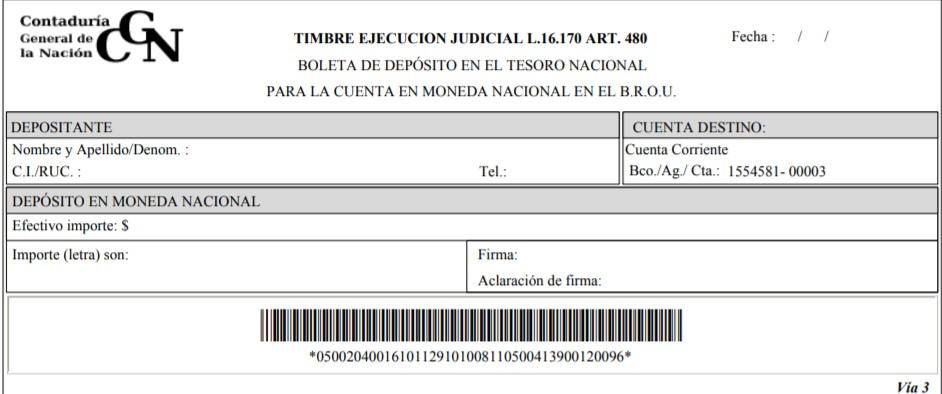 Contaduría
General de
la Nación
CGN
TIMBRE EJECUCION JUDICIAL L.16.170 ART. 480
Fecha : / /
BOLETA DE DEPÓSITO EN EL TESORO NACIONAL
PARA LA CUENTA EN MONEDA NACIONAL EN EL B.R.O.U.
DEPOSITANTE
CUENTA DESTINO:
Nombre y Apellido/Denom. :
Cuenta Corriente
C.I./RUC. :
Tel.:
Bco./Ag./ Cta.: 1554581- 00003
DEPÓSITO EN MONEDA NACIONAL
Efectivo importe: $
Importe (letra) son:
Firma:
Aclaración de firma:
*05002040016101129101008110500413900120096*
Vía 3